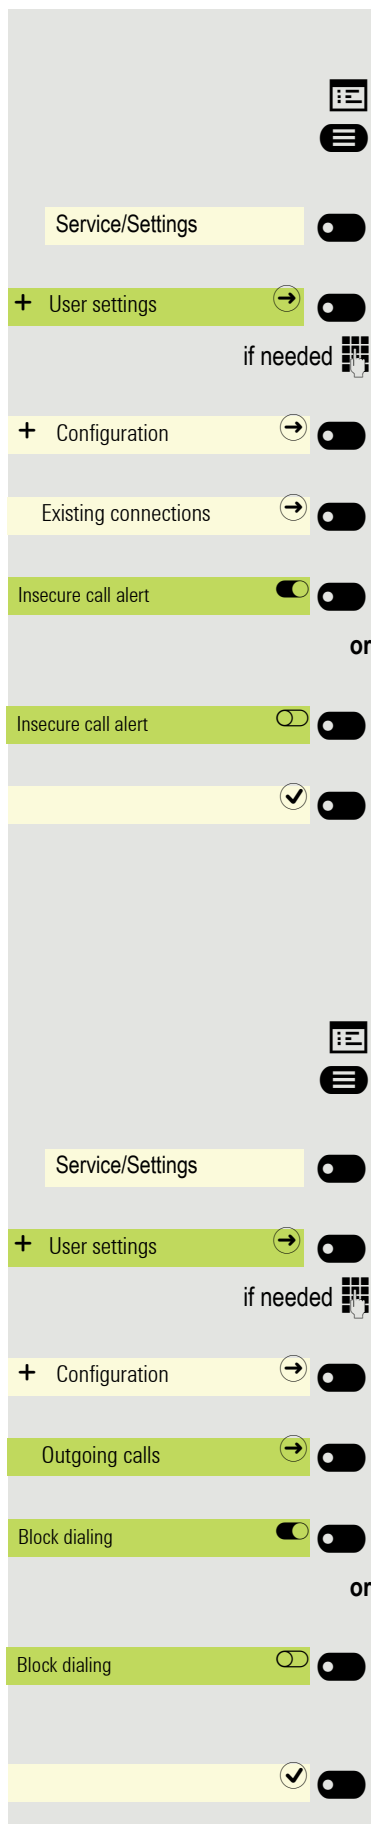 Service/Settings
+ User settings
if needed
+ Configuration
Existing connections
Insecure call alert
or
Insecure call alert
Service/Settings
+ User settings
if needed
+ Configuration
Outgoing calls
Block dialing
or
Block dialing